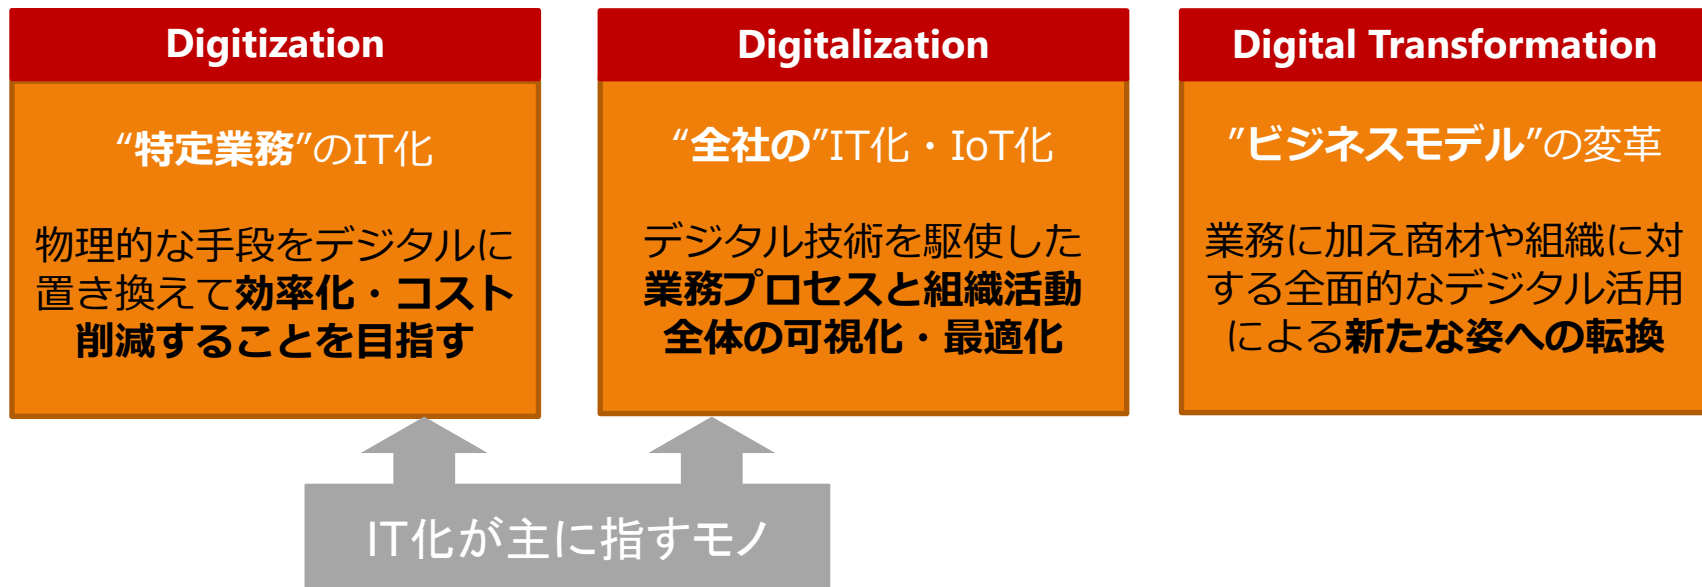 Digitization
“特定業務”のIT化
物理的な手段をデジタルに
置き換えて効率化・コスト
削減することを目指す
Digitalization
“全社の”IT化・IoT化
デジタル技術を駆使した
業務プロセスと組織活動
全体の可視化・最適化
Digital Transformation
”ビジネスモデル”の変革
業務に加え商材や組織に対
する全面的なデジタル活用
による新たな姿への転換
IT化が主に指すモノ